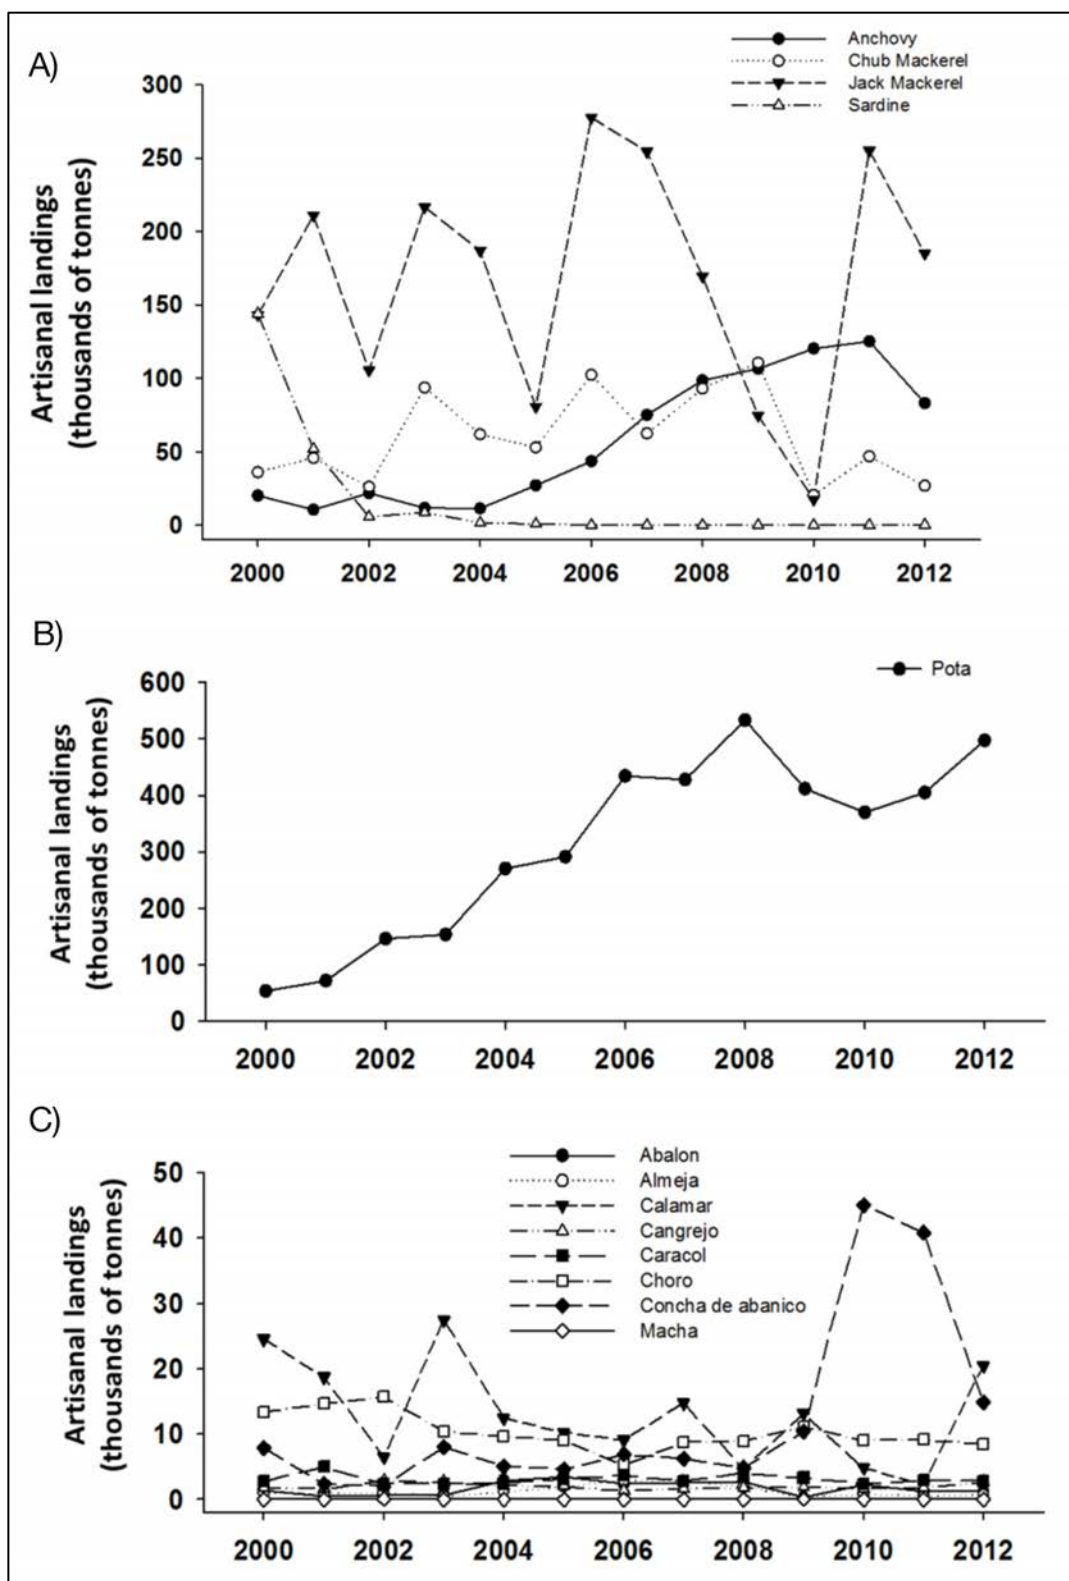 A)
Anchovy
Chub Mackerel
Jack Mackerel
Sardine
Artisanal landings
(thousands of tonnes)
300
250
200
150
100
50
0
2000 2002 2004 2006 2008 2010 2012
B)
Pota
Artisanal landings
(thousands of tonnes)
600
500
400
300
200
100
0
2000 2002 2004 2006 2008 2010 2012
C)
Abalon
Almeja
Calamar
Cangrejo
Caracol
Choro
Concha de abanico
Macha
Artisanal landings
(thousands of tonnes)
50
40
30
20
10
0
2000 2002 2004 2006 2008 2010 2012